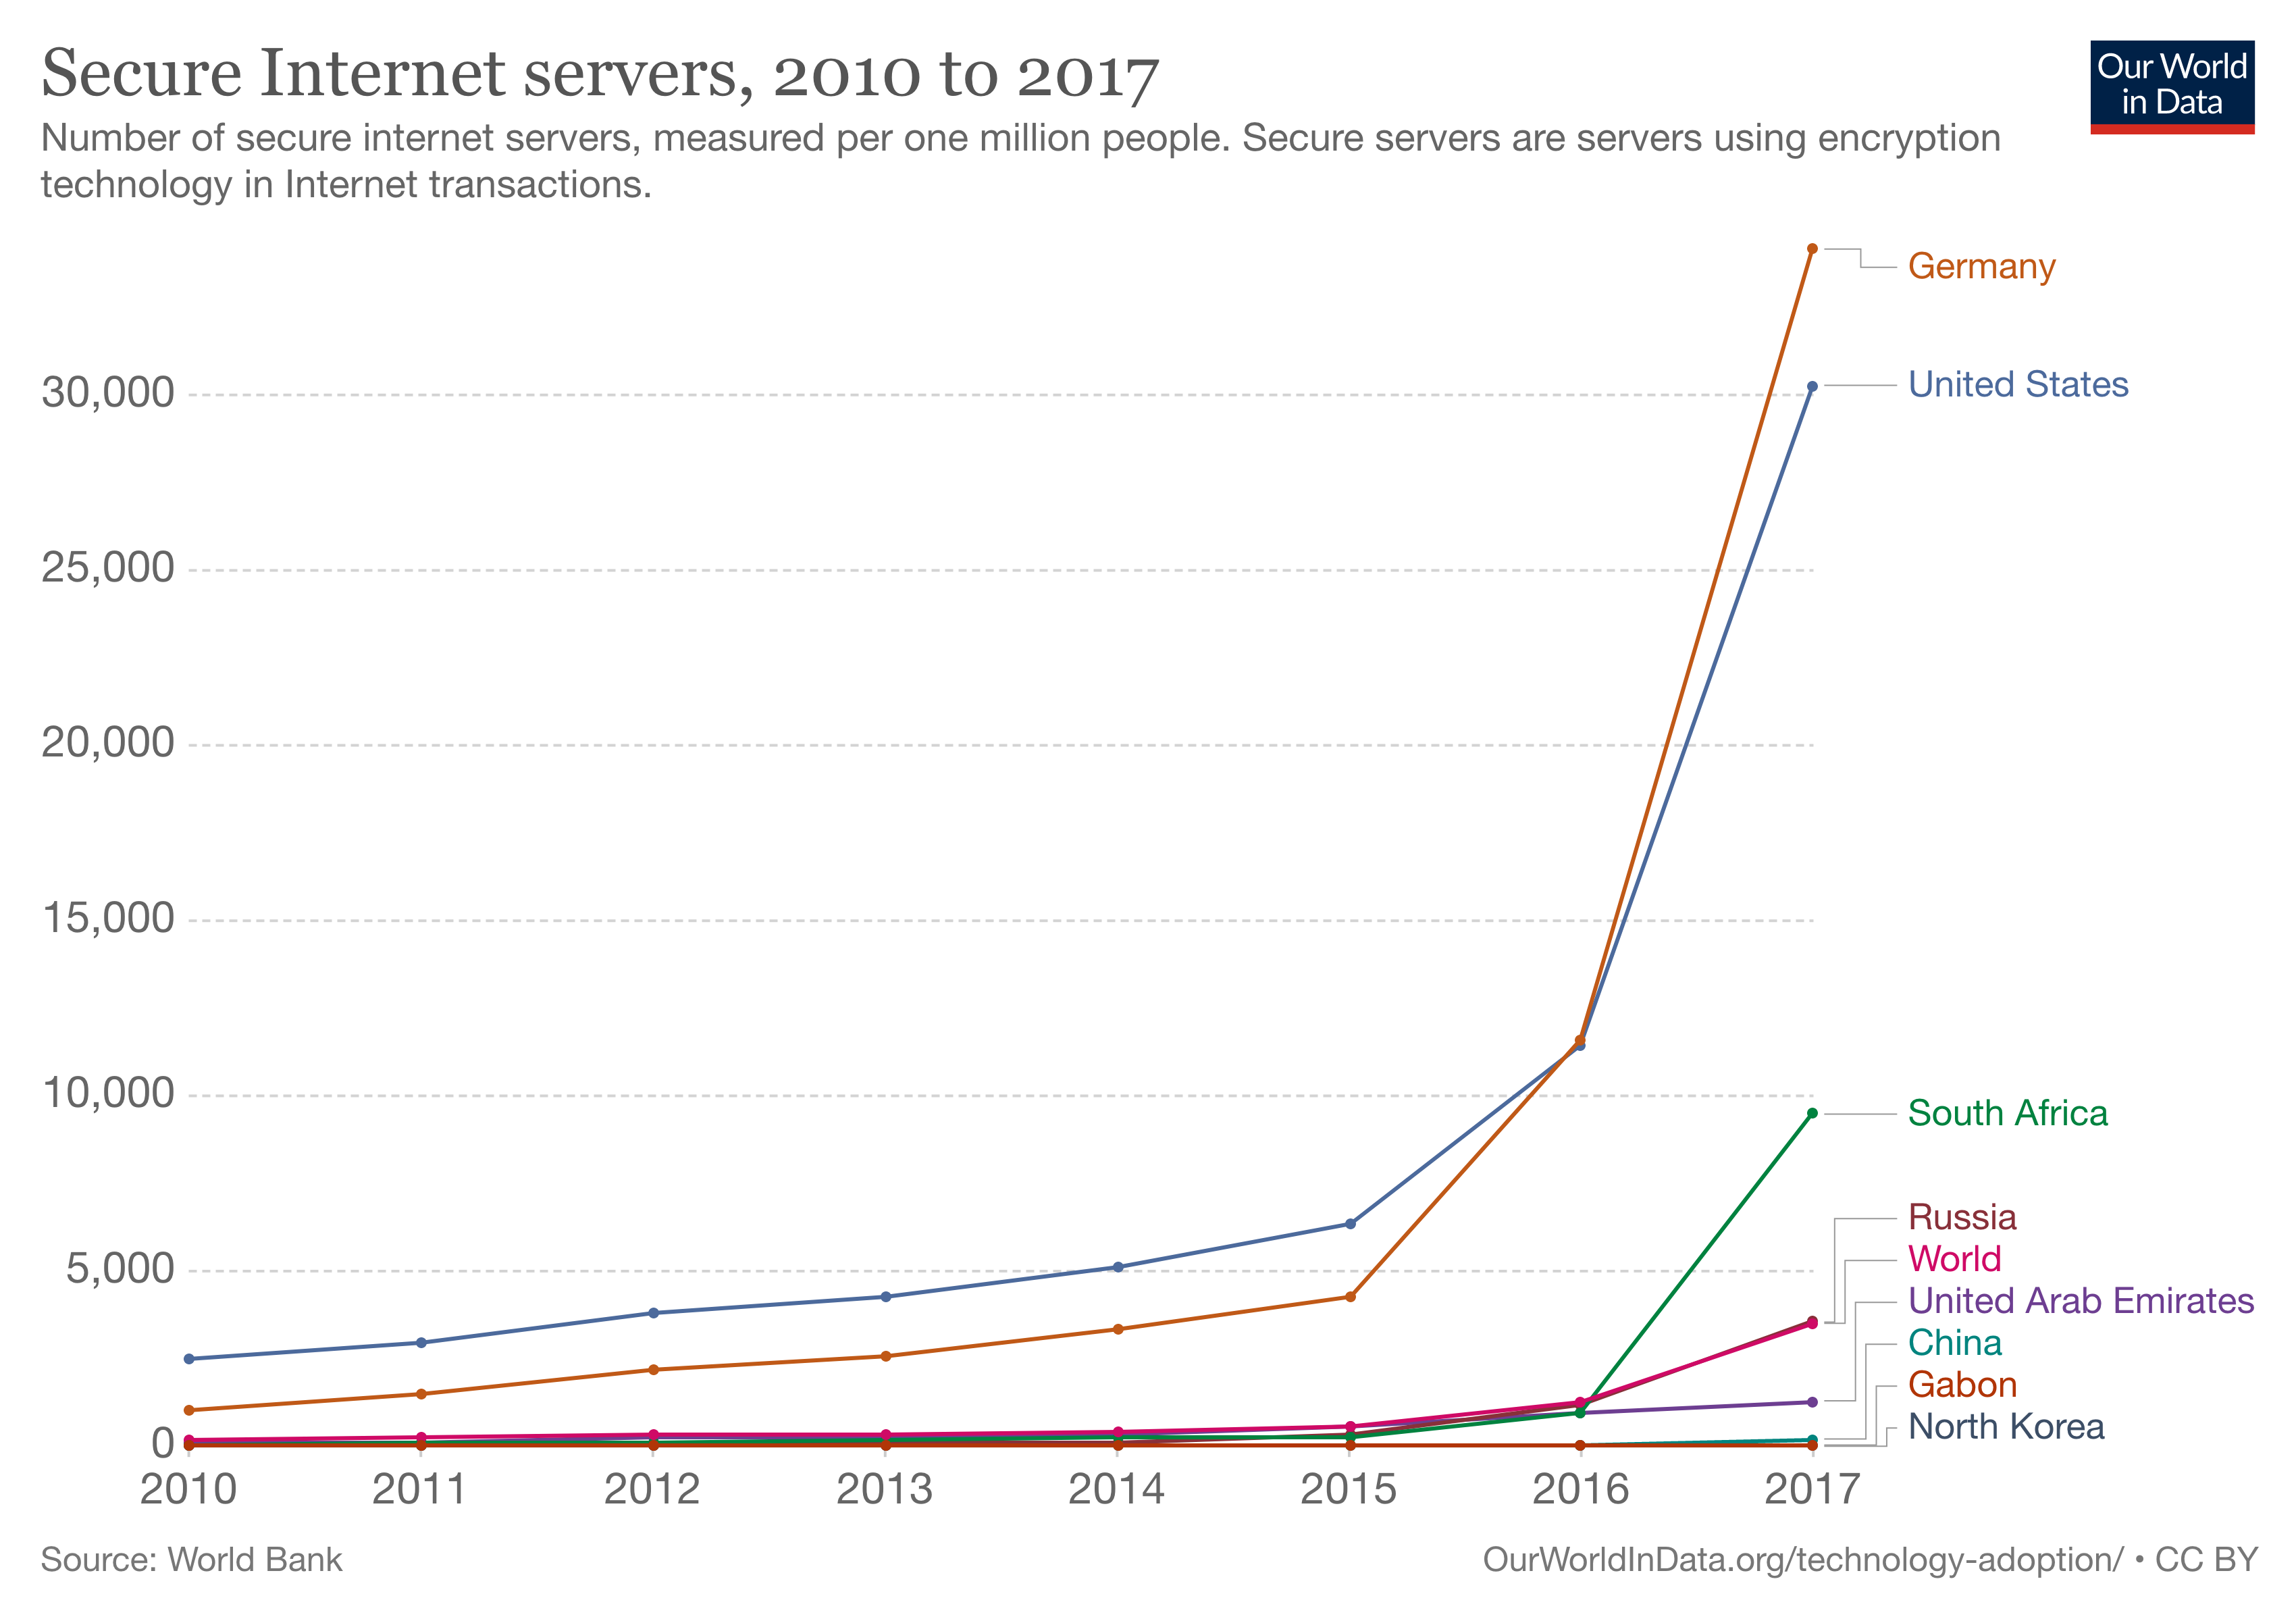 Secure Internet servers, 2010 to 2017
Our World
in Data
Number of secure internet servers, measured per one million people. Secure servers are servers using encryption
technology in Internet transactions.
Germany
United States
30,000
25,000
20,000
15,000
10,000
South Africa
Russia
World
5,000
United Arab Emirates
China
Gabon
North Korea
0
2010 2011 2012 2013 2014 2015 2016 2017
Source: World Bank
OurWorldInData.org/technology-adoption/ • CC BY